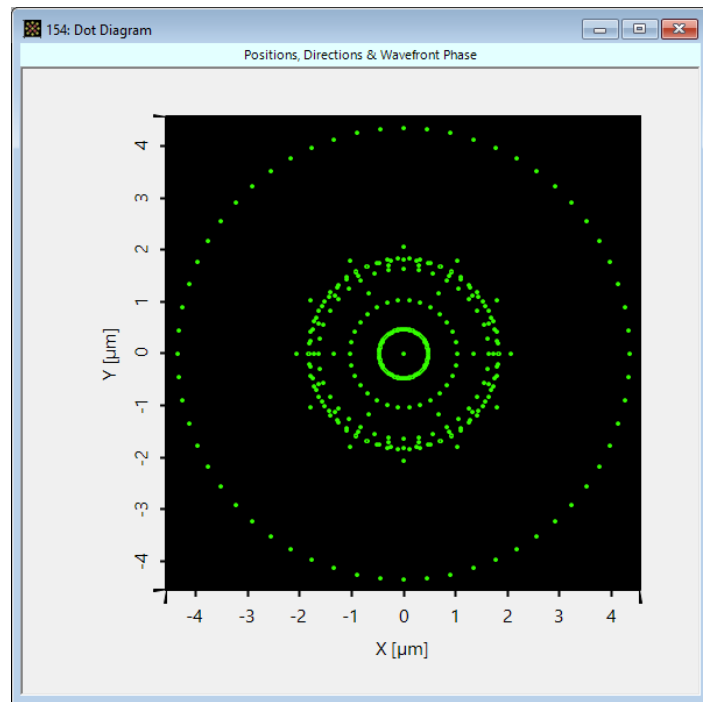 154: Dot Diagram
Positions, Directions & Wavefront Phase
4
3
2
1
0
-1
-2
-3
-4
Y [µm]
-4 -3 -2 -1 0 1 2 3 4
X [µm]